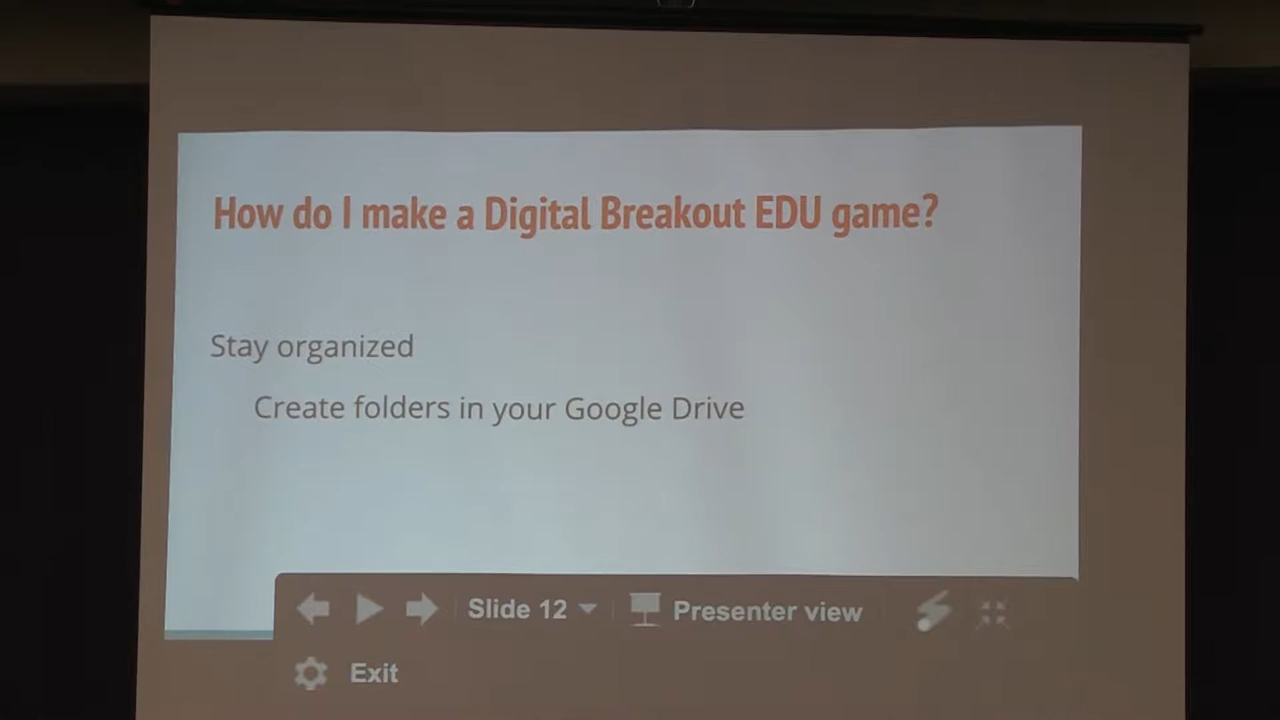 How do I make a Digital Breakout EDU game?
Stay organized
Create folders in your Google Drive
Slide 12
Presenter view
Exit